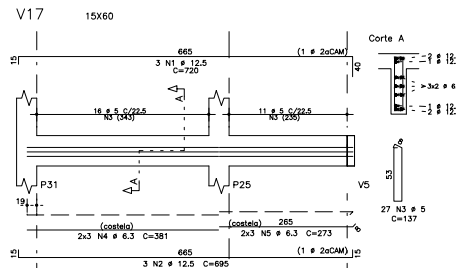 V17 15X60
Corte A
665 (1 ø 2aCAM)
15 3 N1 ø 12.5 40
C=720
2 ø 12.
1 ø 12.
3x2 ø 6
1 ø 12.
2 ø 12.
A
16 ø 5 C/22.5 11 ø 5 C/22.5
N3 (343) N3 (235)
A
P31 P25 V5
19
53 8
27 N3 ø 5
C=137
(costela) 265
2x3 N4 ø 6.3 C=381 (costela)
2x3 N5 ø 6.3 C=273 8
665 (1 ø 2aCAM)
15 3 N2 ø 12.5 C=695 15